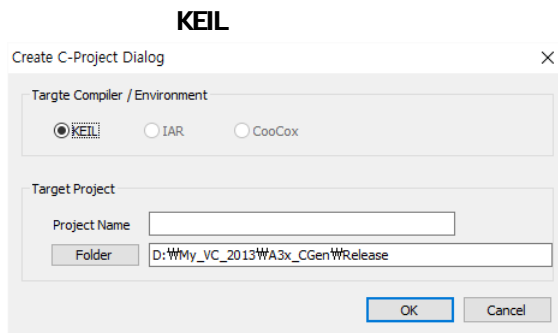 KEIL
Create C-Project Dialog
Targte Compiler / Environment
KEIL IAR CooCox
Target Project
Project Name
Folder D:₩My_VC_2013₩A3x_CGen₩Release
OK Cancel